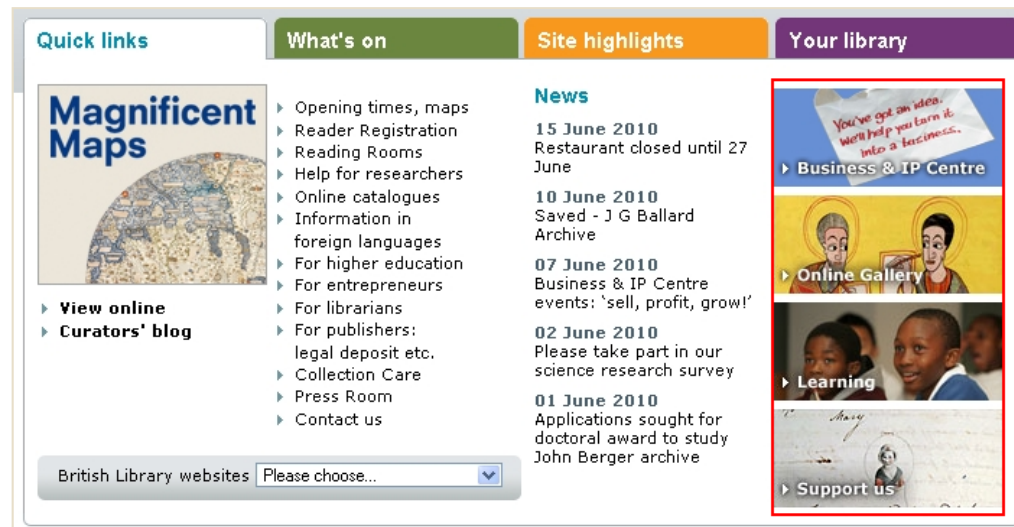 Quick links
What's on
Site highlights
Your library
Magnificent
Maps
View online
Curators' blog
Opening times, maps
Reader Registration
Reading Rooms
Help for researchers
Online catalogues
Information in
foreign languages
For higher education
For entrepreneurs
For librarians
For publishers:
legal deposit etc.
Collection Care
Press Room
Contact us
British Library websites Please choose...
News
15 June 2010
Restaurant closed until 27
June
10 June 2010
Saved - J G Ballard
Archive
07 June 2010
Business & IP Centre
events: ‘sell, profit, grow!’
02 June 2010
Please take part in our
science research survey
01 June 2010
Applications sought for
doctoral award to study
John Berger archive
You've got an idea.
We'll help you turn it
into a business.
Business & IP Centre
Online Gallery
Learning
Mary
Support us